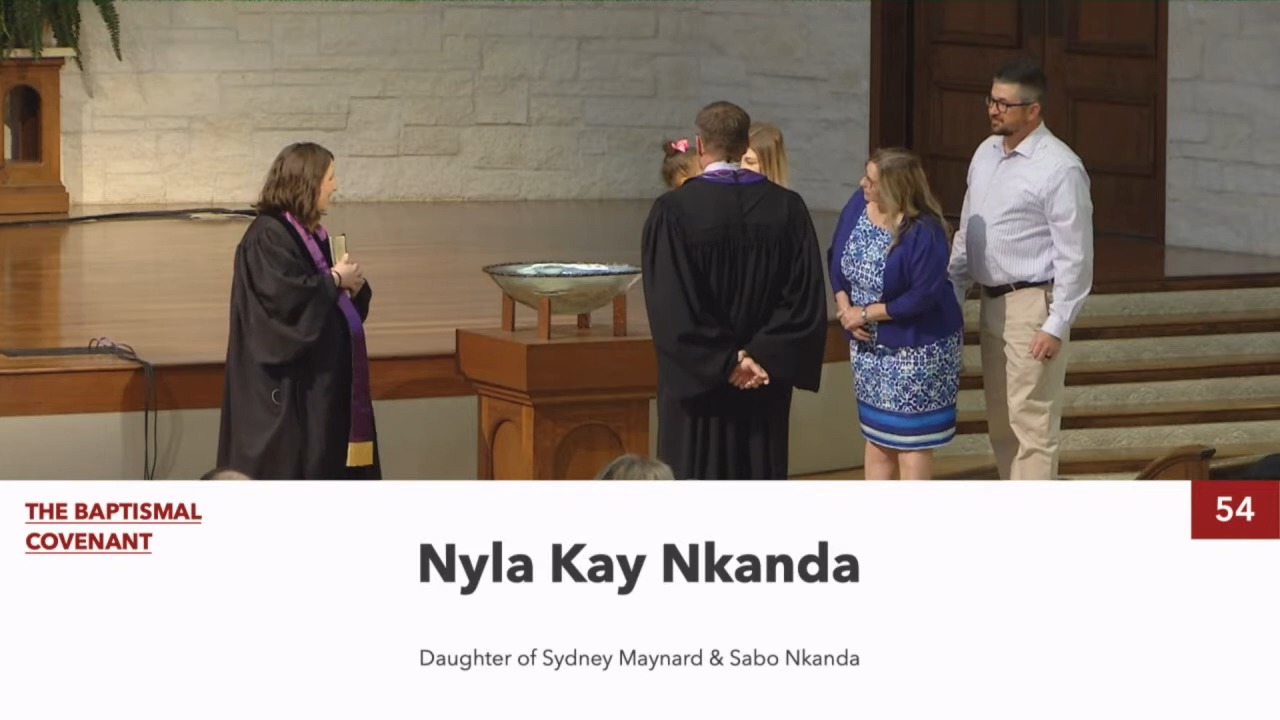 THE BAPTISMAL
COVENANT
54
Nyla Kay Nkanda
Daughter of Sydney Maynard & Sabo Nkanda